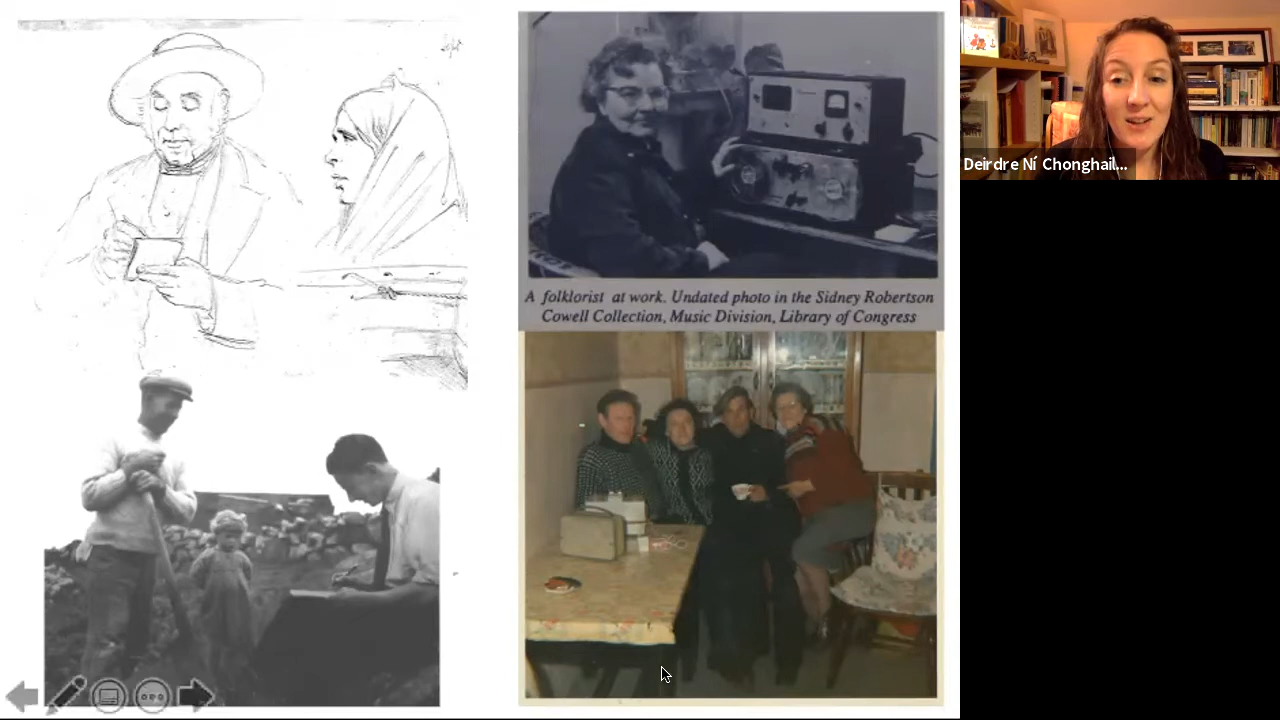 A folklorist at work. Undated photo in the Sidney Robertson
Cowell Collection, Music Division, Library of Congress
Deirdre Ní Chonghail...